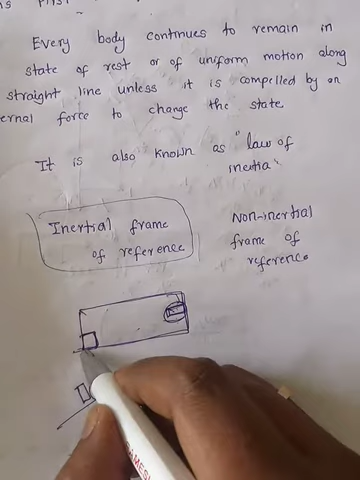 Every body continues to remain in
state of rest or of uniform motion along
straight line unless it is compelled by an
ernal force to change the state
It is also known as "law of
inertia"
Inertial frame
of reference
Non-inertial
frame of
reference